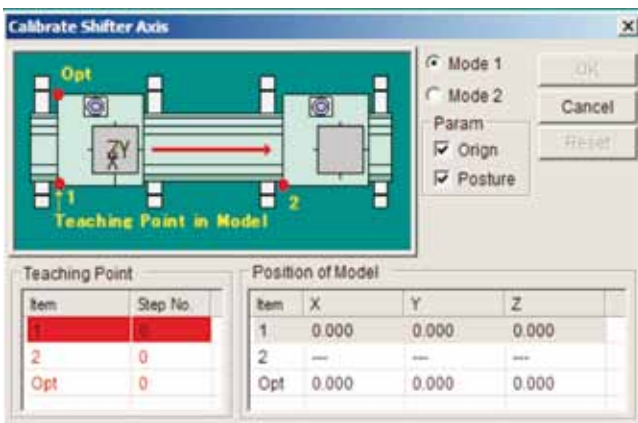 Calibrate Shifter Axis
Opt
ZY
X
1
2
Teaching Point in Model
Mode 1
Mode 2
Param
Orign
Posture
OK
Cancel
Reset
Teaching Point
Item Step No.
1 0
2 0
Opt 0
Position of Model
Item X Y Z
1 0.000 0.000 0.000
2 --- --- ---
Opt 0.000 0.000 0.000